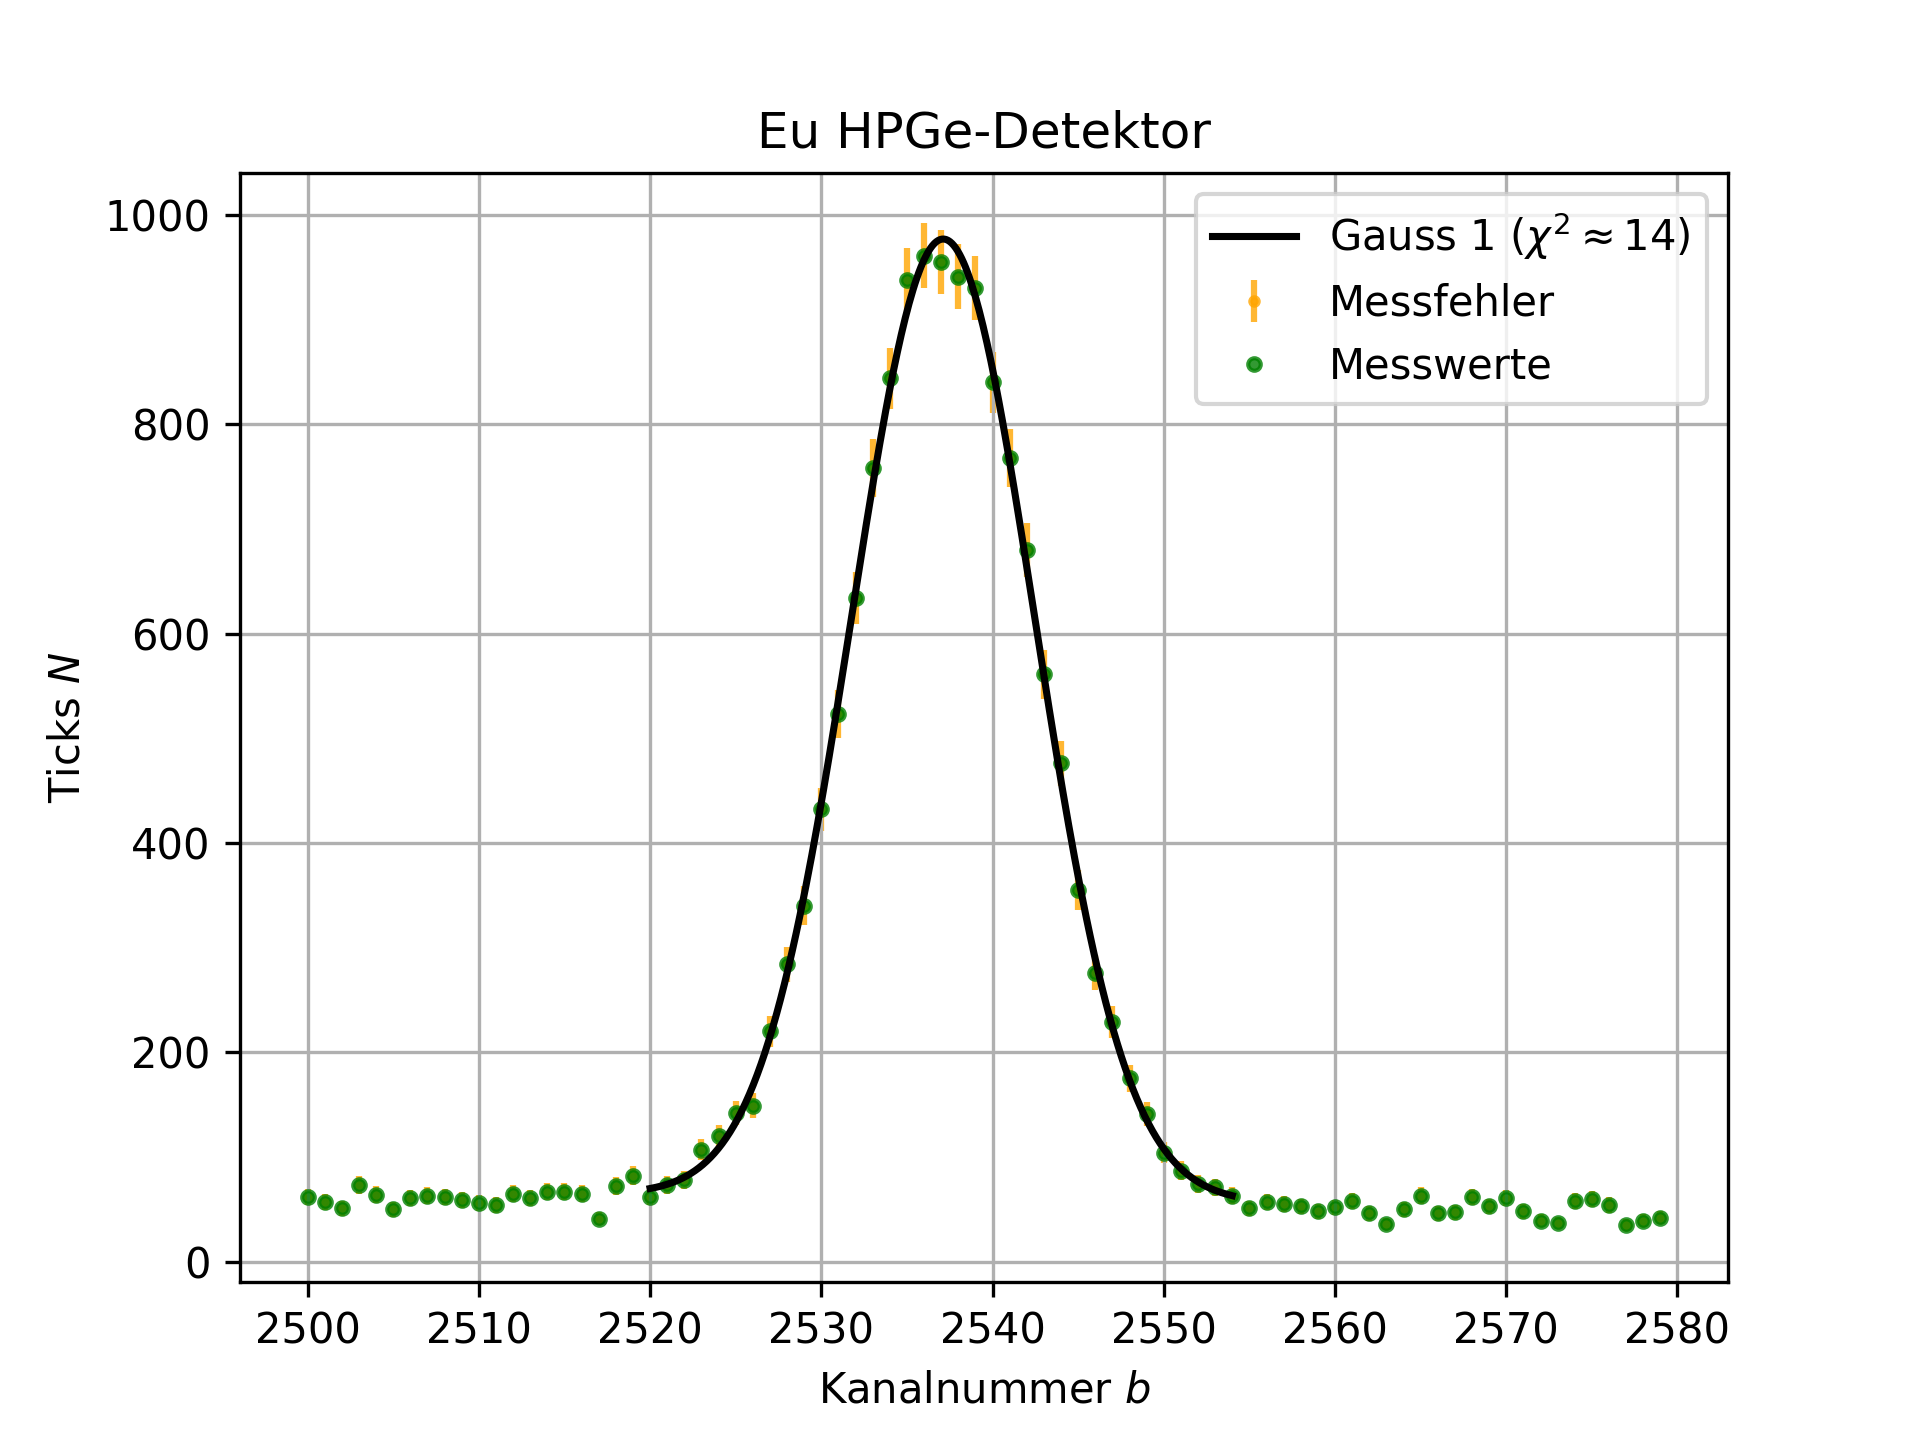 Eu HPGe-Detektor
Gauss 1 (χ² ≈ 14)
Messfehler
Messwerte
1000
800
600
400
200
0
Ticks N
2500 2510 2520 2530 2540 2550 2560 2570 2580
Kanalnummer b